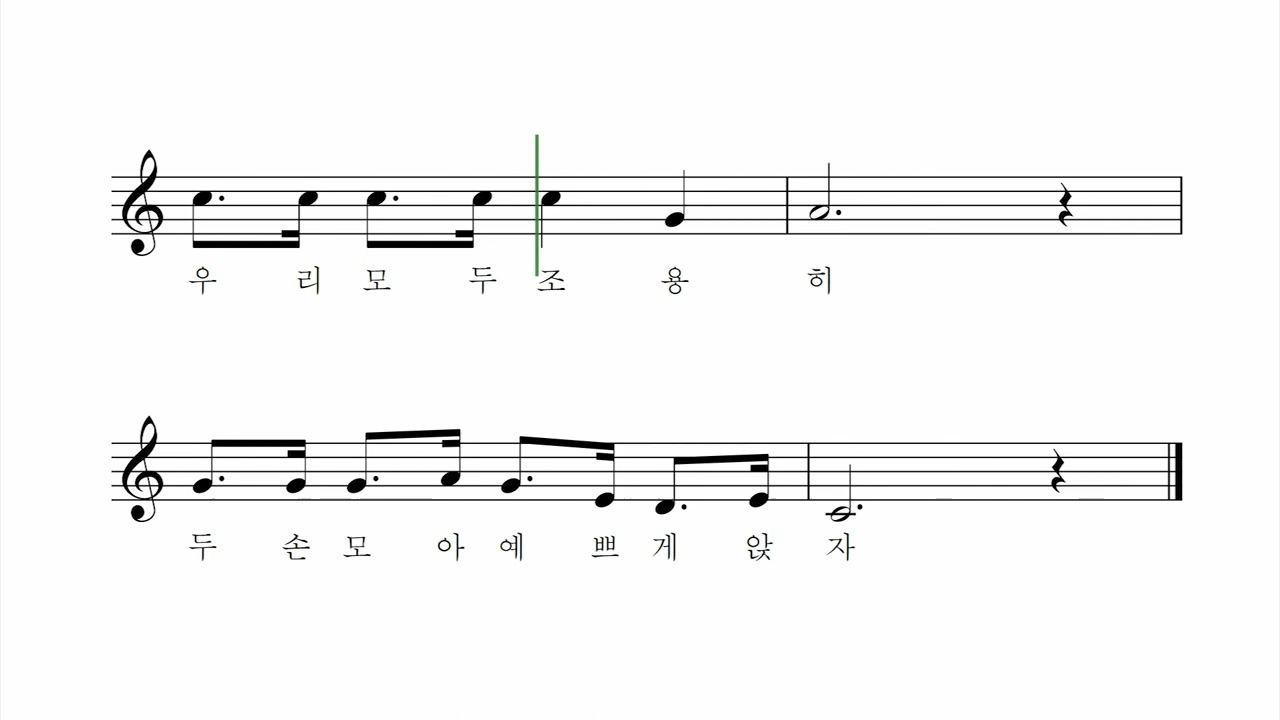 우 리 모 두 조 용 히
두 손 모 아 예 쁘 게 앉 자